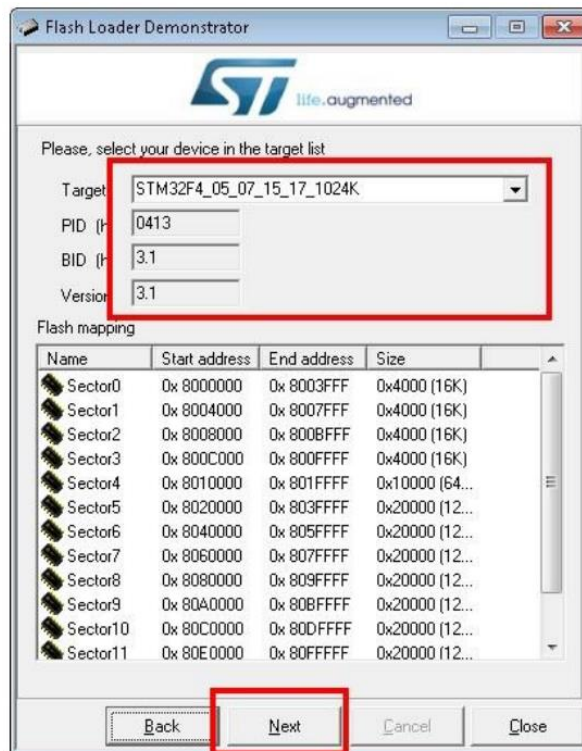 Flash Loader Demonstrator
ST life.augmented
Please, select your device in the target list
Target STM32F4_05_07_15_17_1024K
PID (h 0413
BID (h 3.1
Version 3.1
Flash mapping
Name Start address End address Size
Sector0 0x 8000000 0x 8003FFF 0x4000 (16K)
Sector1 0x 8004000 0x 8007FFF 0x4000 (16K)
Sector2 0x 8008000 0x 800BFFF 0x4000 (16K)
Sector3 0x 800C000 0x 800FFFF 0x4000 (16K)
Sector4 0x 8010000 0x 801FFFF 0x10000 (64...
Sector5 0x 8020000 0x 803FFFF 0x20000 (12...
Sector6 0x 8040000 0x 805FFFF 0x20000 (12...
Sector7 0x 8060000 0x 807FFFF 0x20000 (12...
Sector8 0x 8080000 0x 809FFFF 0x20000 (12...
Sector9 0x 80A0000 0x 80BFFFF 0x20000 (12...
Sector10 0x 80C0000 0x 80DFFFF 0x20000 (12...
Sector11 0x 80E0000 0x 80FFFFF 0x20000 (12...
Back Next Cancel Close